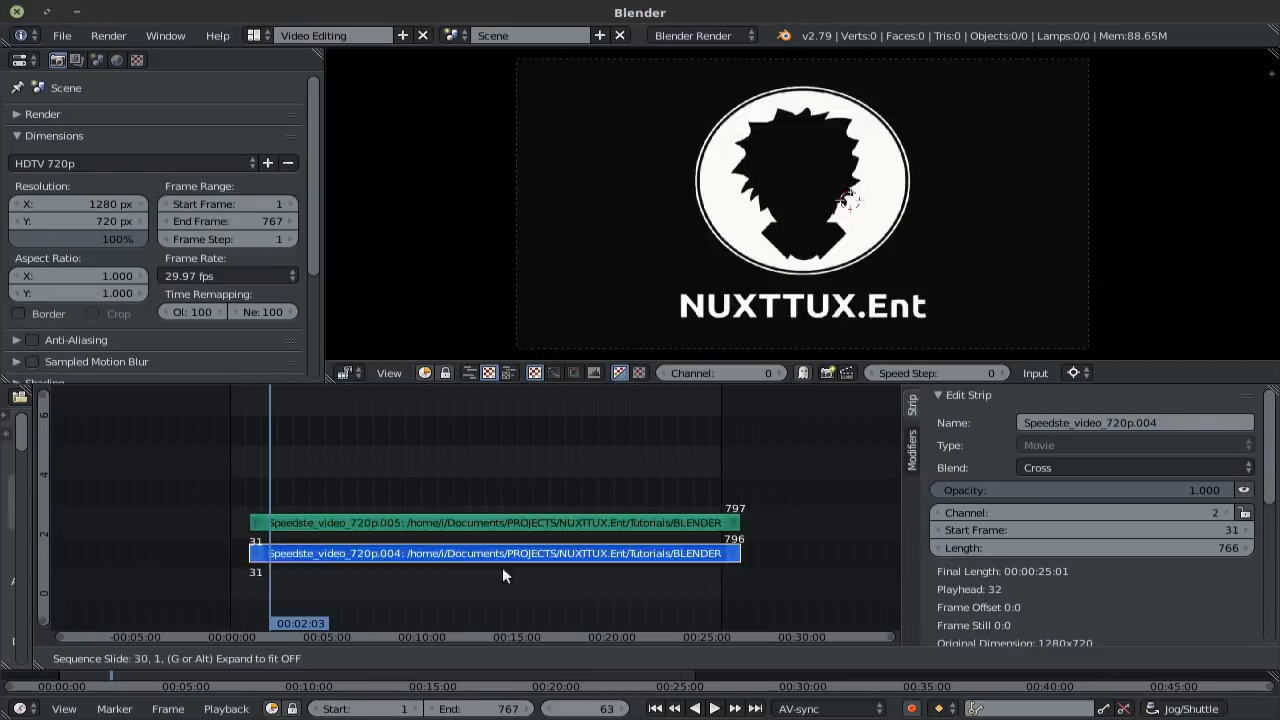 Blender
File Render Window Help Video Editing Scene Blender Render v2.79 | Verts:0 | Faces:0 | Tris:0 | Objects:0/0 | Lamps:0/0 | Mem:88.65M
Scene
Render
Dimensions
HDTV 720p
Resolution: Frame Range:
X: 1280 px Start Frame: 1
Y: 720 px End Frame: 767
100% Frame Step: 1
Aspect Ratio: Frame Rate:
X: 1.000 29.97 fps
Y: 1.000 Time Remapping:
Border Crop Ol: 100 Ne: 100
Anti-Aliasing
Sampled Motion Blur
Shading
NUXTTUX.Ent
View Channel: 0 Speed Step: 0 Input
6
4
2
0
797
Speedste_video_720p.005: /home/i/Documents/PROJECTS/NUXTTUX.Ent/Tutorials/BLENDER
31 796
Speedste_video_720p.004: /home/i/Documents/PROJECTS/NUXTTUX.Ent/Tutorials/BLENDER
31
00:02:03
-00:05:00 00:00:00 00:05:00 00:10:00 00:15:00 00:20:00 00:25:00 00:30:00
Strip
Modifiers
Edit Strip
Name: Speedste_video_720p.004
Type: Movie
Blend: Cross
Opacity: 1.000
Channel: 2
Start Frame: 31
Length: 766
Final Length: 00:00:25:01
Playhead: 32
Frame Offset 0:0
Frame Still 0:0
Original Dimension: 1280x720
Sequence Slide: 30, 1, (G or Alt) Expand to fit OFF
00:00:00 00:05:00 00:10:00 00:15:00 00:20:00 00:25:00 00:30:00 00:35:00 00:40:00 00:45:00
View Marker Frame Playback Start: 1 End: 767 63 AV-sync Jog/Shuttle